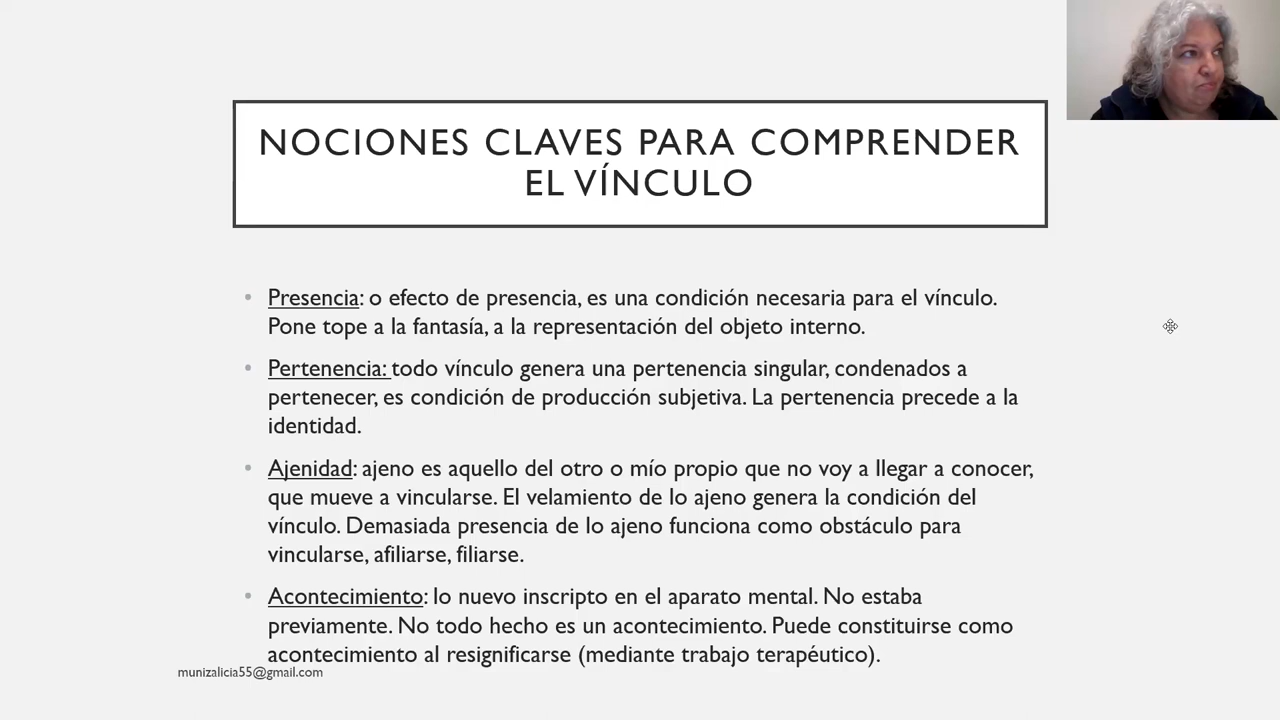 NOCIONES CLAVES PARA COMPRENDER
EL VÍNCULO
• Presencia: o efecto de presencia, es una condición necesaria para el vínculo.
Pone tope a la fantasía, a la representación del objeto interno.
• Pertenencia: todo vínculo genera una pertenencia singular, condenados a
pertenecer, es condición de producción subjetiva. La pertenencia precede a la
identidad.
• Ajenidad: ajeno es aquello del otro o mío propio que no voy a llegar a conocer,
que mueve a vincularse. El velamiento de lo ajeno genera la condición del
vínculo. Demasiada presencia de lo ajeno funciona como obstáculo para
vincularse, afiliarse, filiarse.
• Acontecimiento: lo nuevo inscripto en el aparato mental. No estaba
previamente. No todo hecho es un acontecimiento. Puede constituirse como
acontecimiento al resignificarse (mediante trabajo terapéutico).
munizalicia55@gmail.com